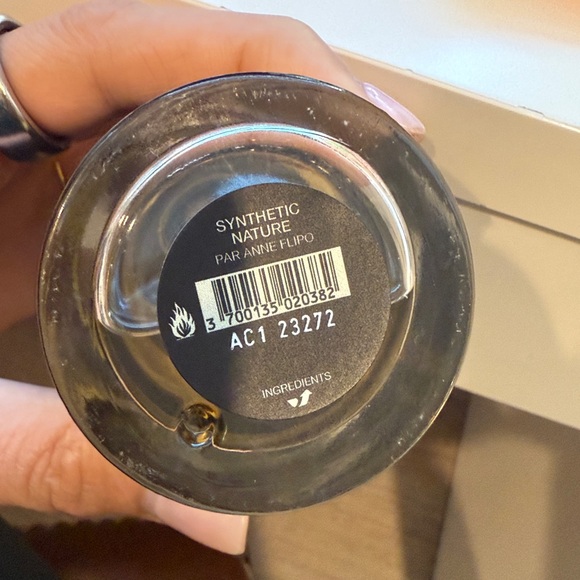 SYNTHETIC
NATURE
PAR ANNE FLIPO
3 700135 020382
AC1 23272
INGREDIENTS